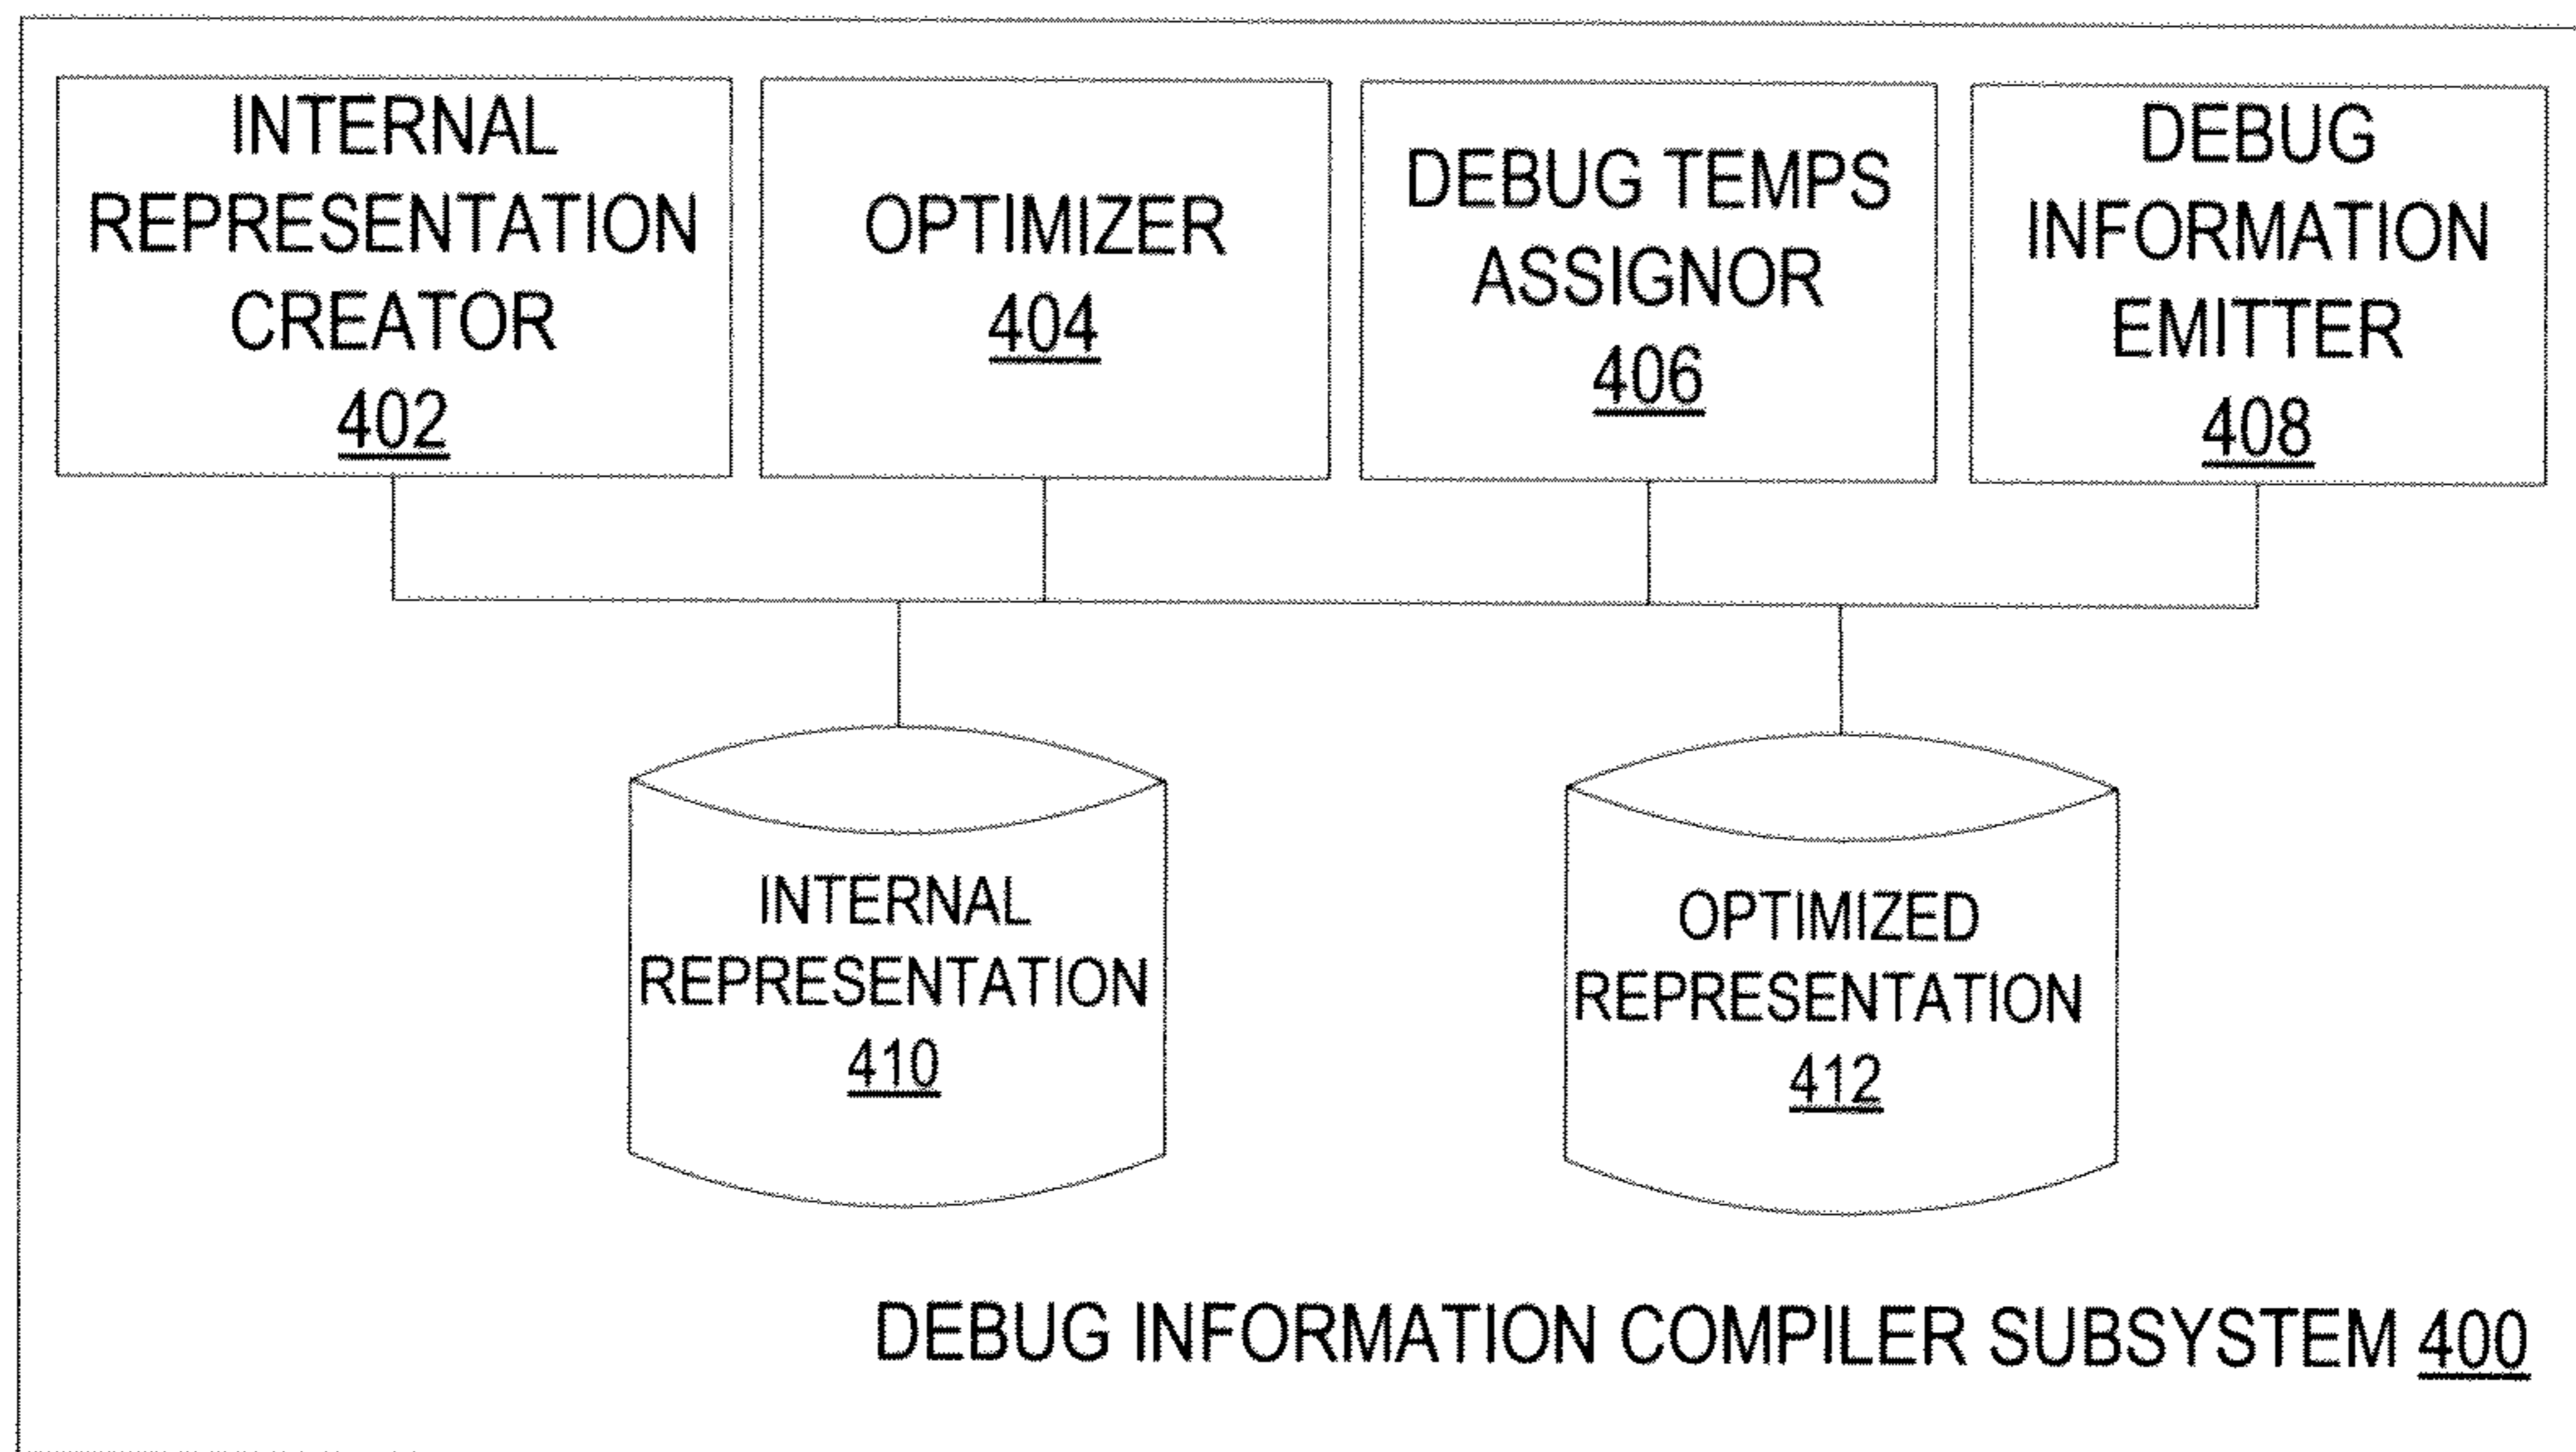 INTERNAL
REPRESENTATION
CREATOR
402
OPTIMIZER
404
DEBUG TEMPS
ASSIGNOR
406
DEBUG
INFORMATION
EMITTER
408
INTERNAL
REPRESENTATION
410
OPTIMIZED
REPRESENTATION
412
DEBUG INFORMATION COMPILER SUBSYSTEM 400